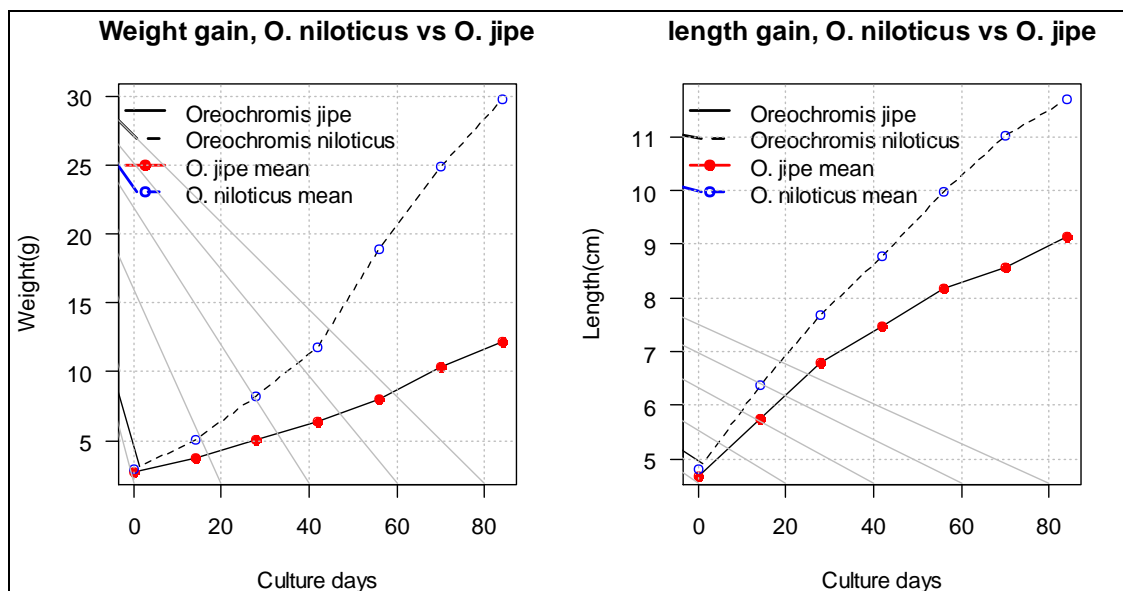 Weight gain, O. niloticus vs O. jipe
30
25
20
15
10
5
Weight(g)
Oreochromis jipe
Oreochromis niloticus
O. jipe mean
O. niloticus mean
0 20 40 60 80
Culture days
length gain, O. niloticus vs O. jipe
11
10
9
8
7
6
5
Length(cm)
Oreochromis jipe
Oreochromis niloticus
O. jipe mean
O. niloticus mean
0 20 40 60 80
Culture days